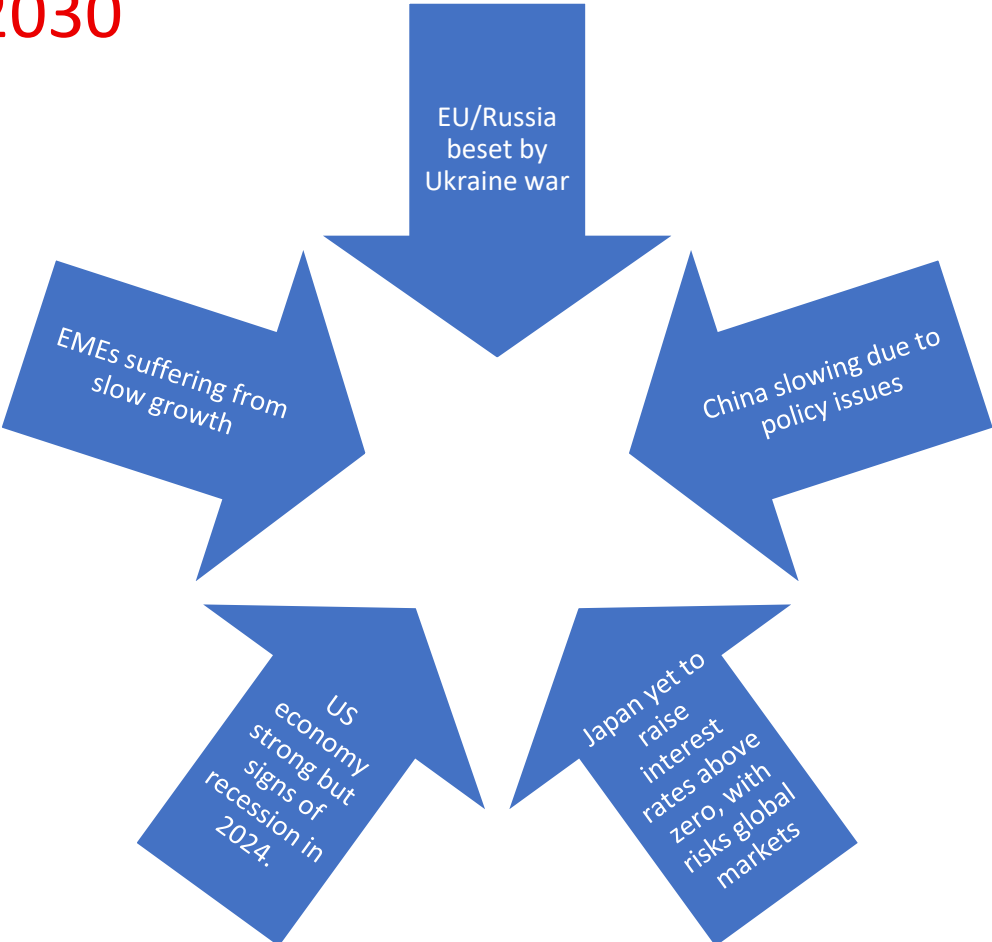 2030
EU/Russia
beset by
Ukraine war
China slowing due to
policy issues
Japan yet to
raise
interest
rates above
zero, with
risks global
markets
US
economy
strong but
signs of
recession in
2024.
EMEs suffering from
slow growth